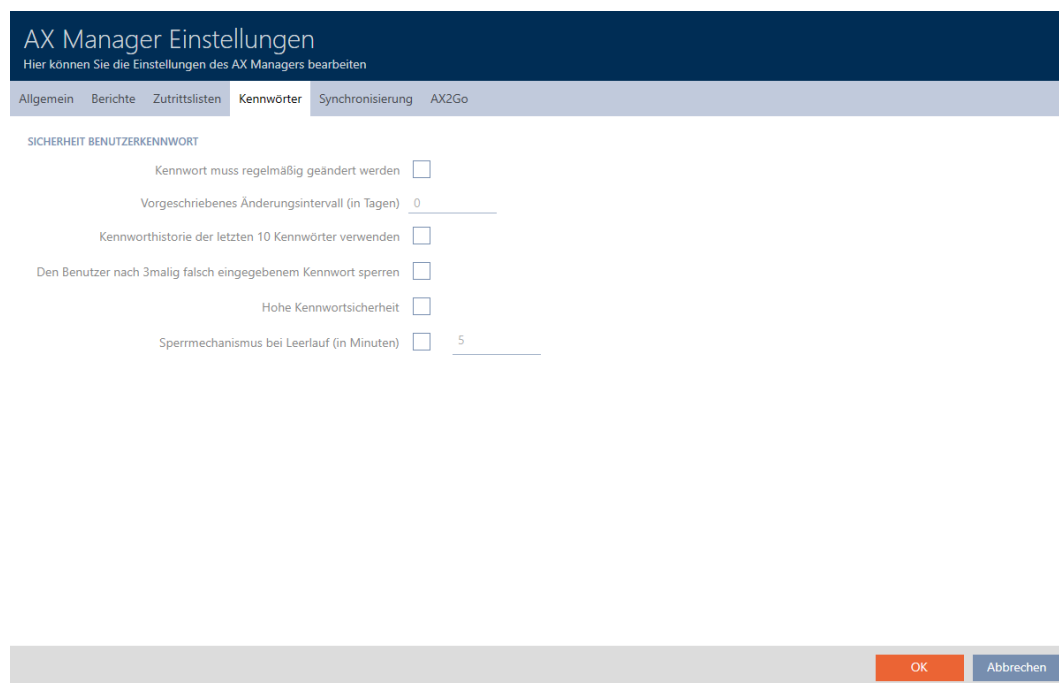 AX Manager Einstellungen
Hier können Sie die Einstellungen des AX Managers bearbeiten
Allgemein Berichte Zutrittslisten Kennwörter Synchronisierung AX2Go
SICHERHEIT BENUTZERKENNWORT
Kennwort muss regelmäßig geändert werden
Vorgeschriebenes Änderungsintervall (in Tagen) 0
Kennworthistorie der letzten 10 Kennwörter verwenden
Den Benutzer nach 3malig falsch eingegebenem Kennwort sperren
Hohe Kennwortsicherheit
Sperrmechanismus bei Leerlauf (in Minuten) 5
OK Abbrechen